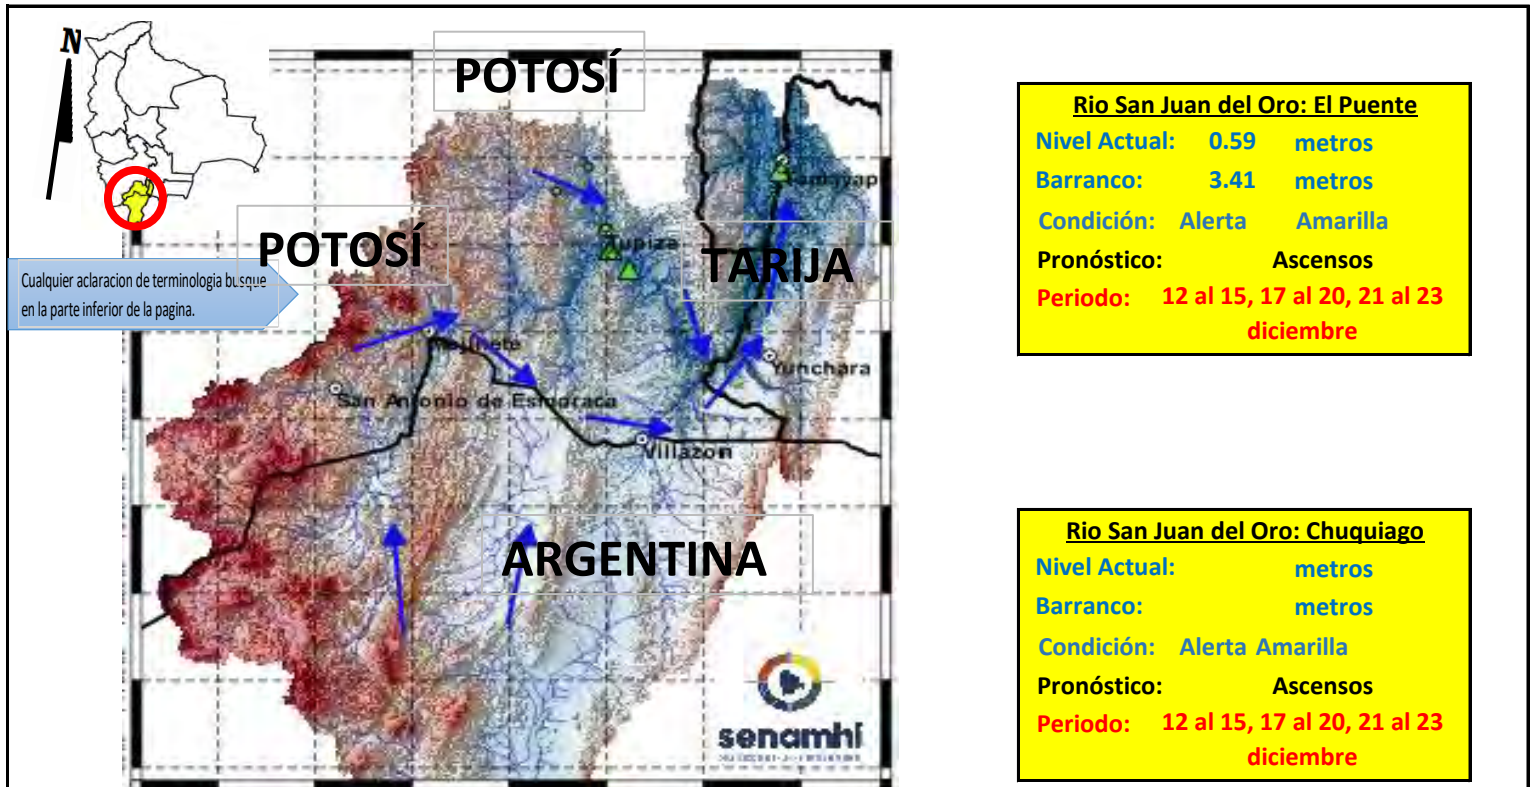 N
POTOSÍ
POTOSÍ
TARIJA
ARGENTINA
Cualquier aclaracion de terminologia busque
en la parte inferior de la pagina.
Tupiza
Yunchara
San Antonio de Esmoraca
Villazon
senamhi
Rio San Juan del Oro: El Puente
Nivel Actual: 0.59 metros
Barranco: 3.41 metros
Condición: Alerta Amarilla
Pronóstico: Ascensos
Periodo: 12 al 15, 17 al 20, 21 al 23
diciembre
Rio San Juan del Oro: Chuquiago
Nivel Actual: metros
Barranco: metros
Condición: Alerta Amarilla
Pronóstico: Ascensos
Periodo: 12 al 15, 17 al 20, 21 al 23
diciembre